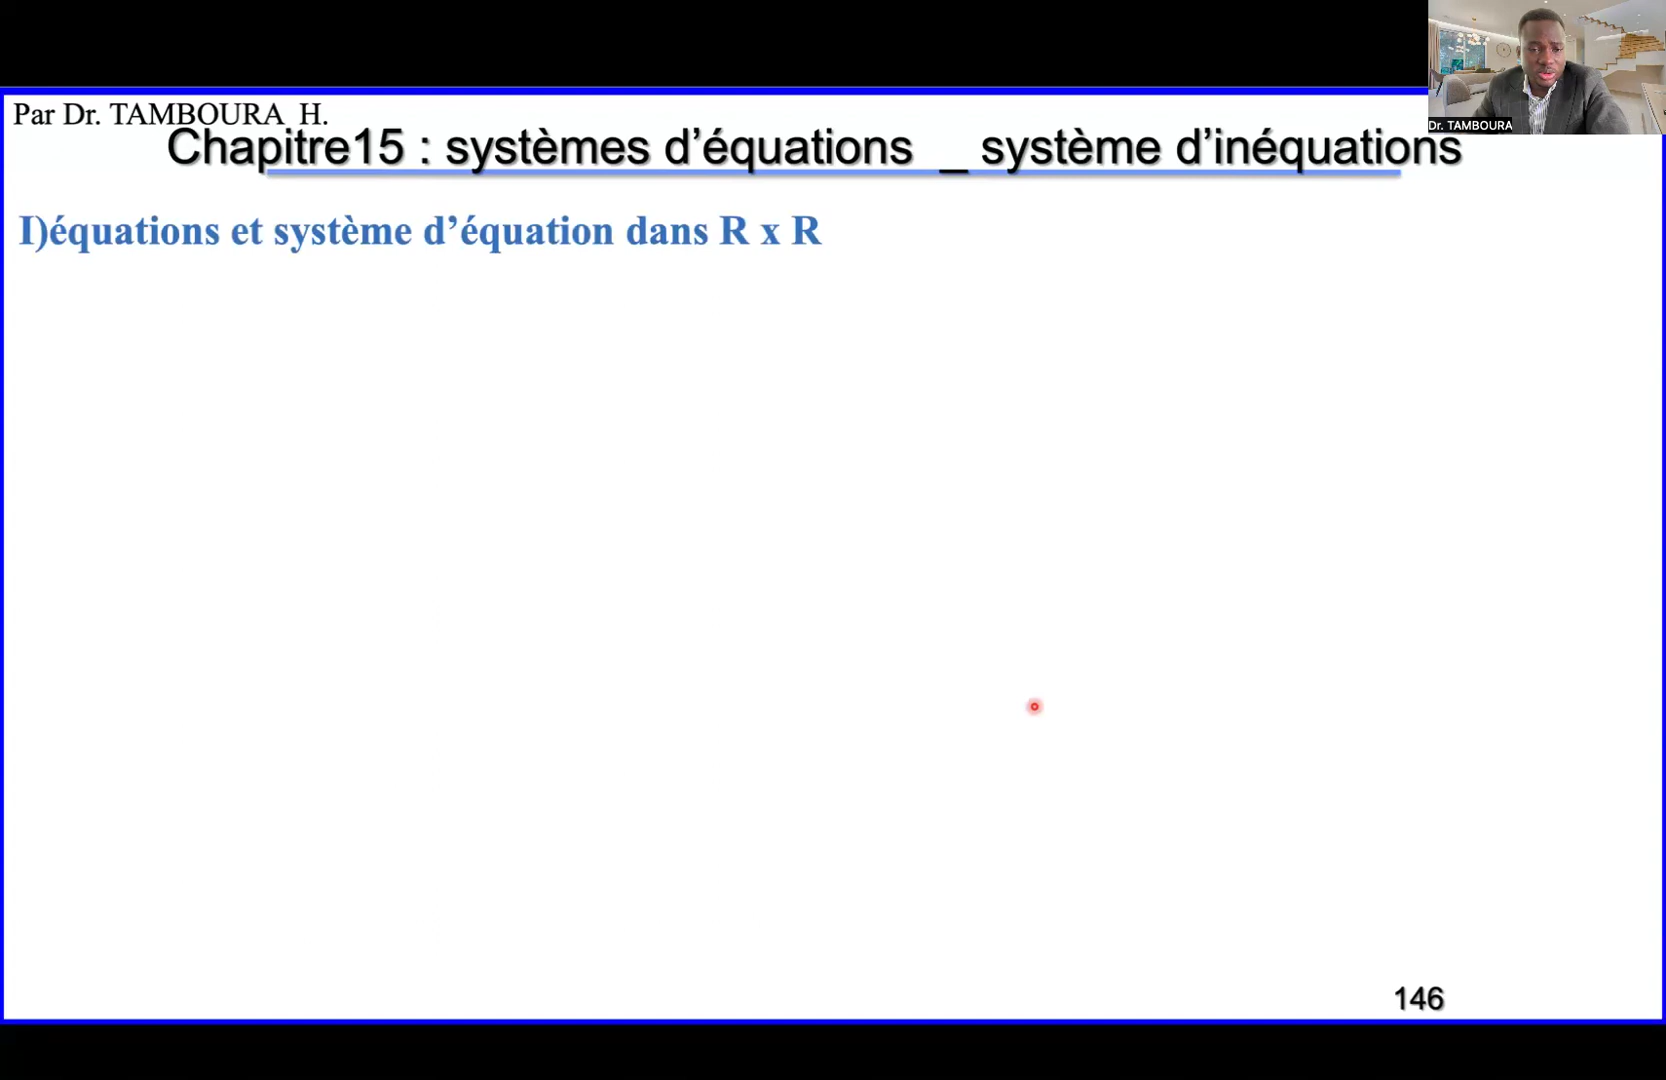 Par Dr. TAMBOURA H.
Chapitre15 : systèmes d’équations _ système d’inéquations
I)équations et système d’équation dans R x R
146
Dr. TAMBOURA